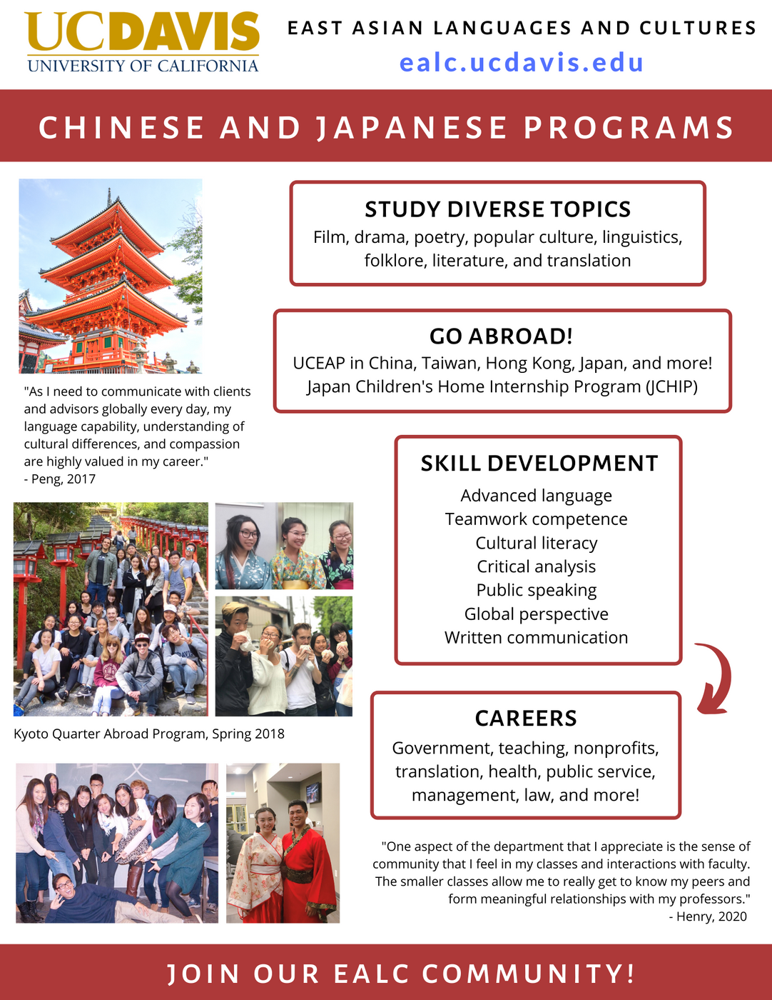 UCDAVIS
UNIVERSITY OF CALIFORNIA
EAST ASIAN LANGUAGES AND CULTURES
ealc.ucdavis.edu
CHINESE AND JAPANESE PROGRAMS
STUDY DIVERSE TOPICS
Film, drama, poetry, popular culture, linguistics,
folklore, literature, and translation
GO ABROAD!
UCEAP in China, Taiwan, Hong Kong, Japan, and more!
Japan Children's Home Internship Program (JCHIP)
"As I need to communicate with clients
and advisors globally every day, my
language capability, understanding of
cultural differences, and compassion
are highly valued in my career."
- Peng, 2017
SKILL DEVELOPMENT
Advanced language
Teamwork competence
Cultural literacy
Critical analysis
Public speaking
Global perspective
Written communication
Kyoto Quarter Abroad Program, Spring 2018
CAREERS
Government, teaching, nonprofits,
translation, health, public service,
management, law, and more!
"One aspect of the department that I appreciate is the sense of
community that I feel in my classes and interactions with faculty.
The smaller classes allow me to really get to know my peers and
form meaningful relationships with my professors."
- Henry, 2020
JOIN OUR EALC COMMUNITY!